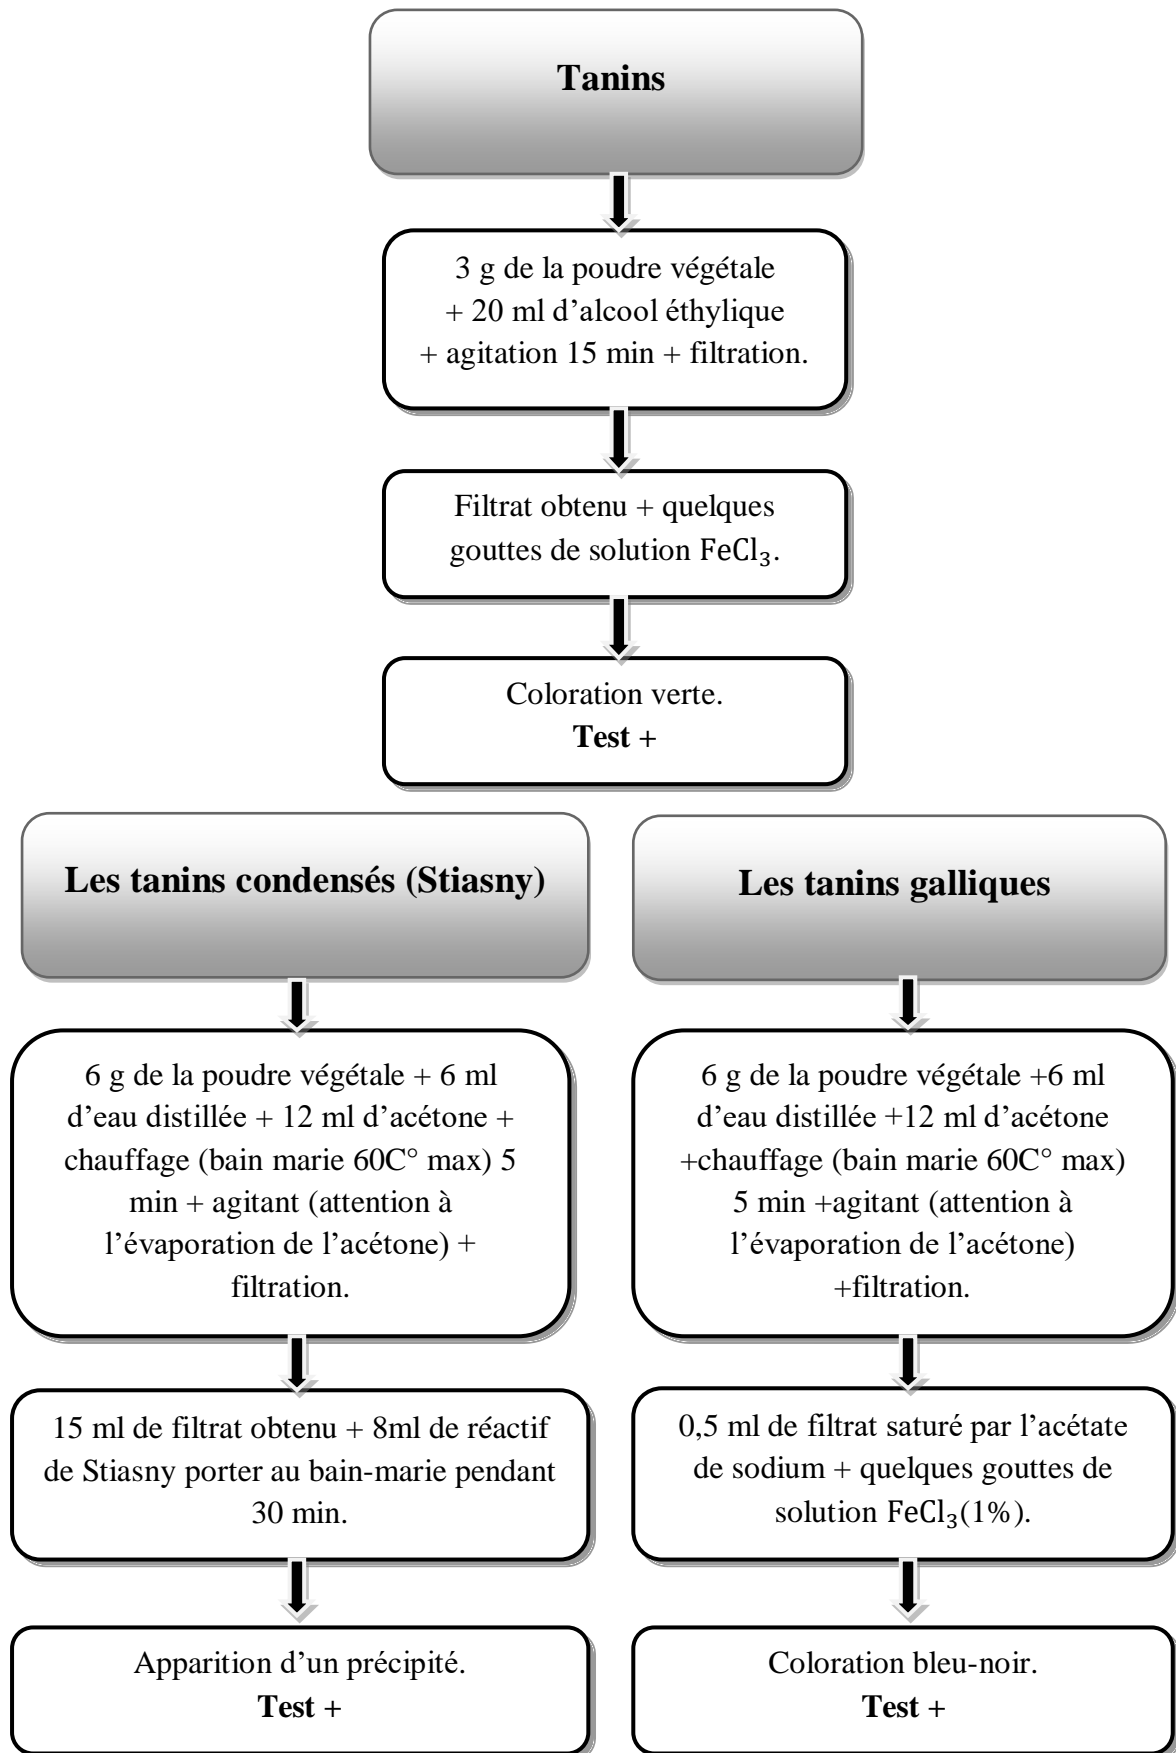 Tanins
3 g de la poudre végétale
+ 20 ml d’alcool éthylique
+ agitation 15 min + filtration.
Filtrat obtenu + quelques
gouttes de solution FeCl₃.
Coloration verte.
Test +
Les tanins condensés (Stiasny)
6 g de la poudre végétale + 6 ml
d’eau distillée + 12 ml d’acétone +
chauffage (bain marie 60C° max) 5
min + agitant (attention à
l’évaporation de l’acétone) +
filtration.
15 ml de filtrat obtenu + 8ml de réactif
de Stiasny porter au bain-marie pendant
30 min.
Apparition d’un précipité.
Test +
Les tanins galliques
6 g de la poudre végétale +6 ml
d’eau distillée +12 ml d’acétone
+chauffage (bain marie 60C° max)
5 min +agitant (attention à
l’évaporation de l’acétone)
+filtration.
0,5 ml de filtrat saturé par l’acétate
de sodium + quelques gouttes de
solution FeCl₃(1%).
Coloration bleu-noir.
Test +